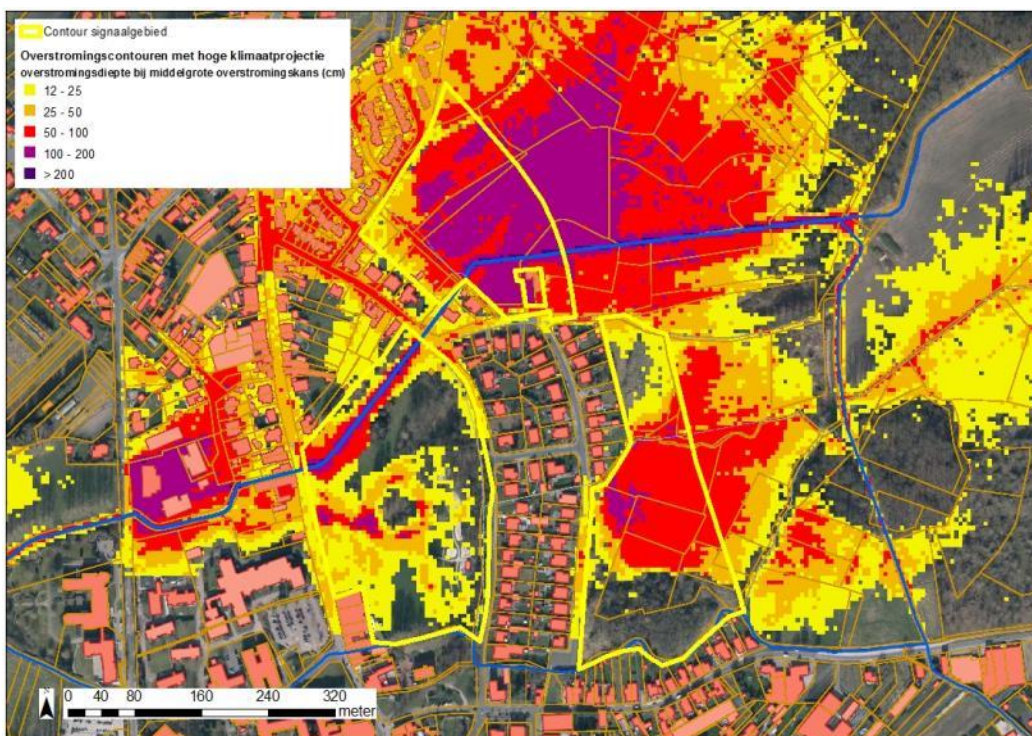 Contour signaalgebied
Overstromingscontouren met hoge klimaatprojectie
overstromingsdiepte bij middelgrote overstromingskans (cm)
12 - 25
25 - 50
50 - 100
100 - 200
> 200
0 40 80 160 240 320
meter